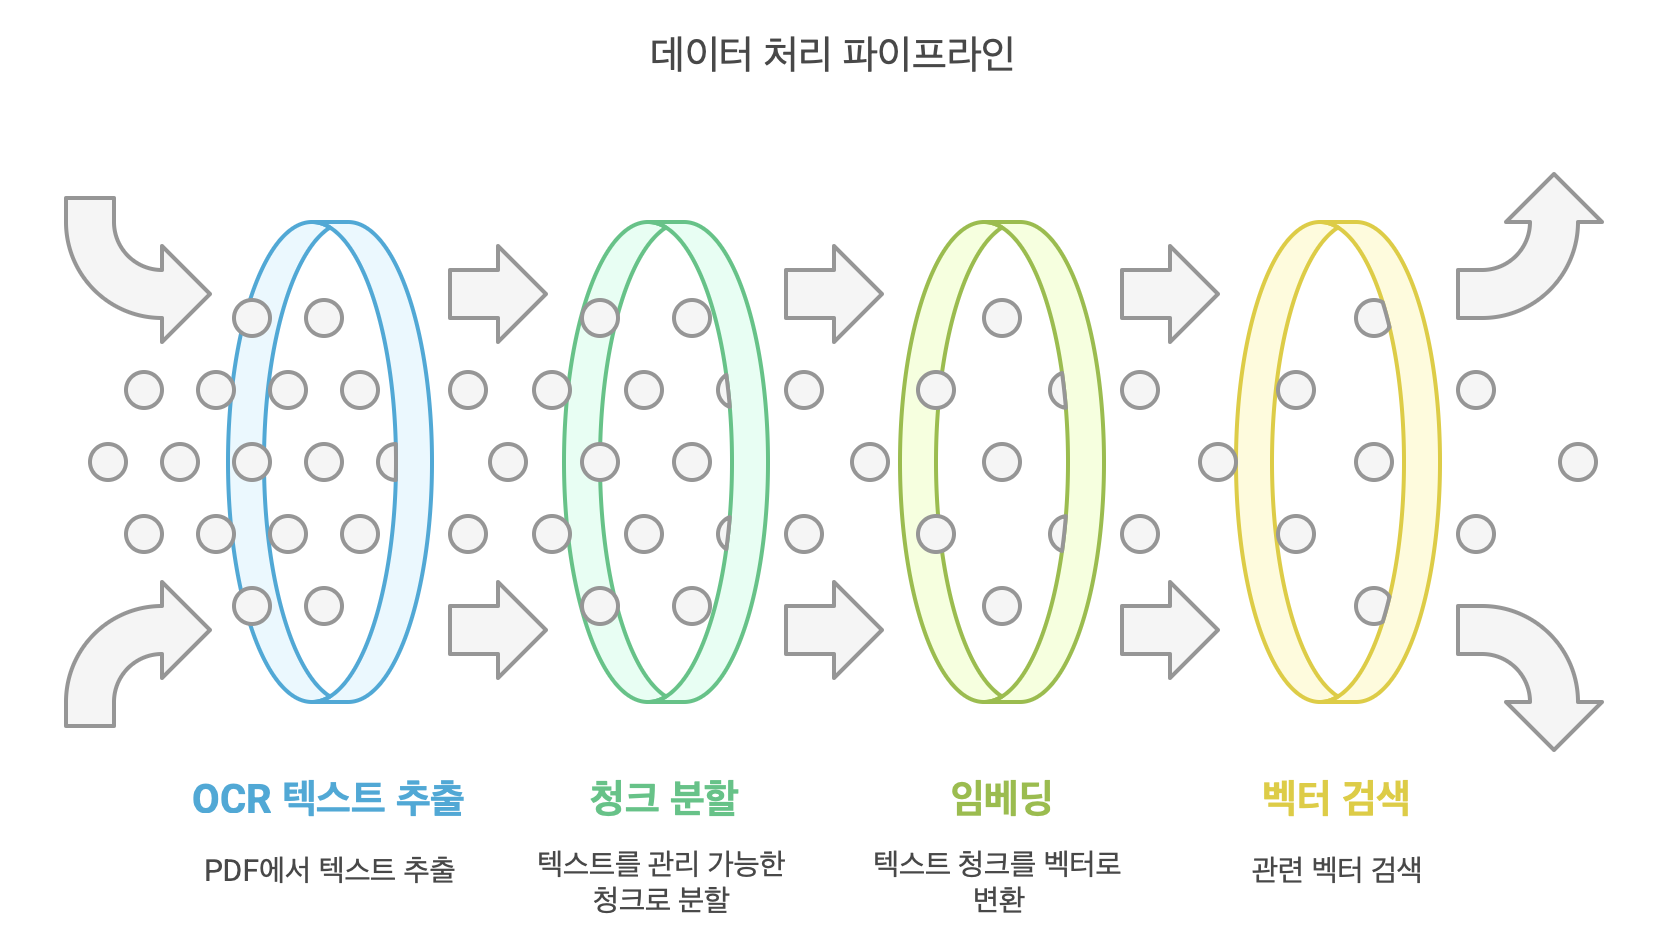 데이터 처리 파이프라인
OCR 텍스트 추출
PDF에서 텍스트 추출
청크 분할
텍스트를 관리 가능한
청크로 분할
임베딩
텍스트 청크를 벡터로
변환
벡터 검색
관련 벡터 검색